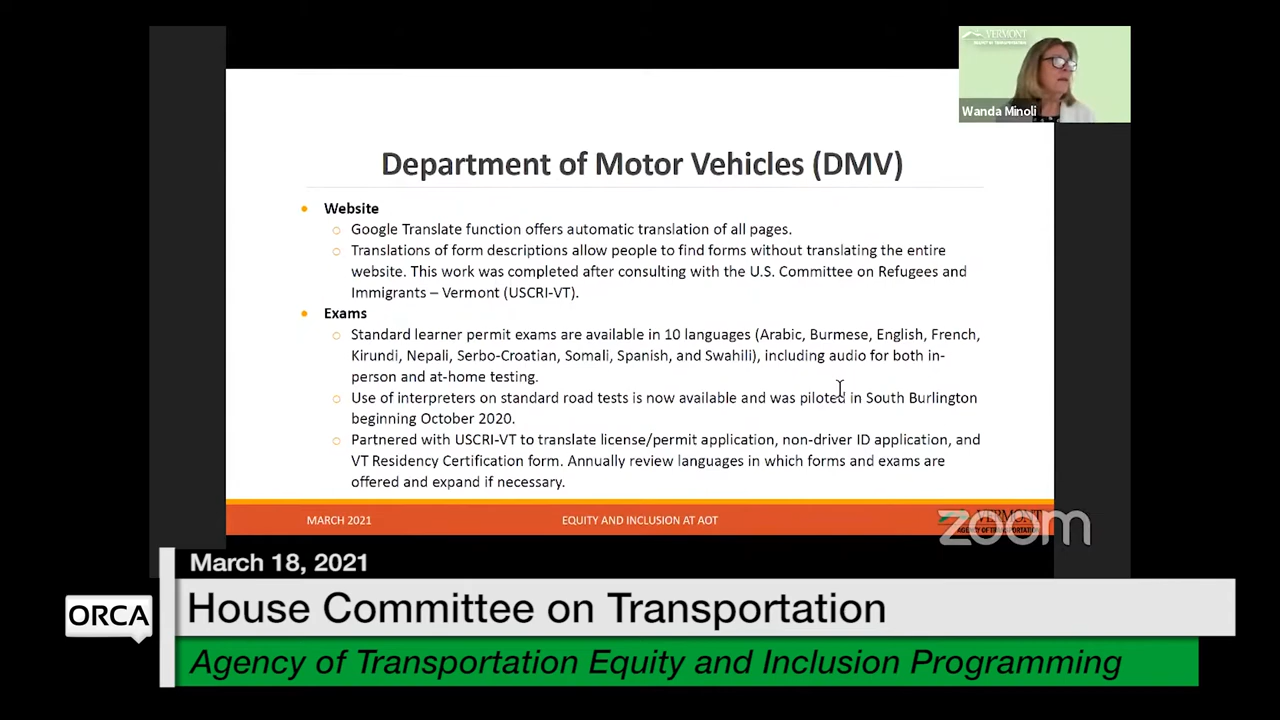 VERMONT
AGENCY OF TRANSPORTATION
Wanda Minoli
Department of Motor Vehicles (DMV)
Website
Google Translate function offers automatic translation of all pages.
Translations of form descriptions allow people to find forms without translating the entire
website. This work was completed after consulting with the U.S. Committee on Refugees and
Immigrants – Vermont (USCRI-VT).
Exams
Standard learner permit exams are available in 10 languages (Arabic, Burmese, English, French,
Kirundi, Nepali, Serbo-Croatian, Somali, Spanish, and Swahili), including audio for both in-
person and at-home testing.
Use of interpreters on standard road tests is now available and was piloted in South Burlington
beginning October 2020.
Partnered with USCRI-VT to translate license/permit application, non-driver ID application, and
VT Residency Certification form. Annually review languages in which forms and exams are
offered and expand if necessary.
MARCH 2021
EQUITY AND INCLUSION AT AOT
VERMONT
AGENCY OF TRANSPORTATION
zoom
March 18, 2021
ORCA
House Committee on Transportation
Agency of Transportation Equity and Inclusion Programming